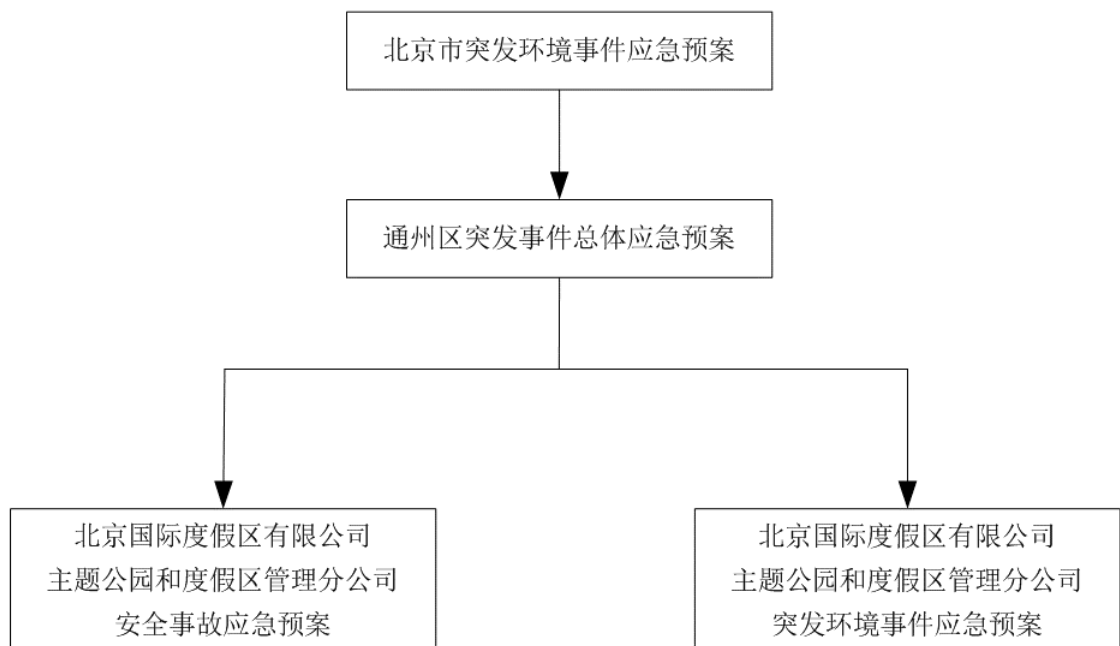 北京市突发环境事件应急预案
通州区突发事件总体应急预案
北京国际度假区有限公司
主题公园和度假区管理分公司
安全事故应急预案
北京国际度假区有限公司
主题公园和度假区管理分公司
突发环境事件应急预案